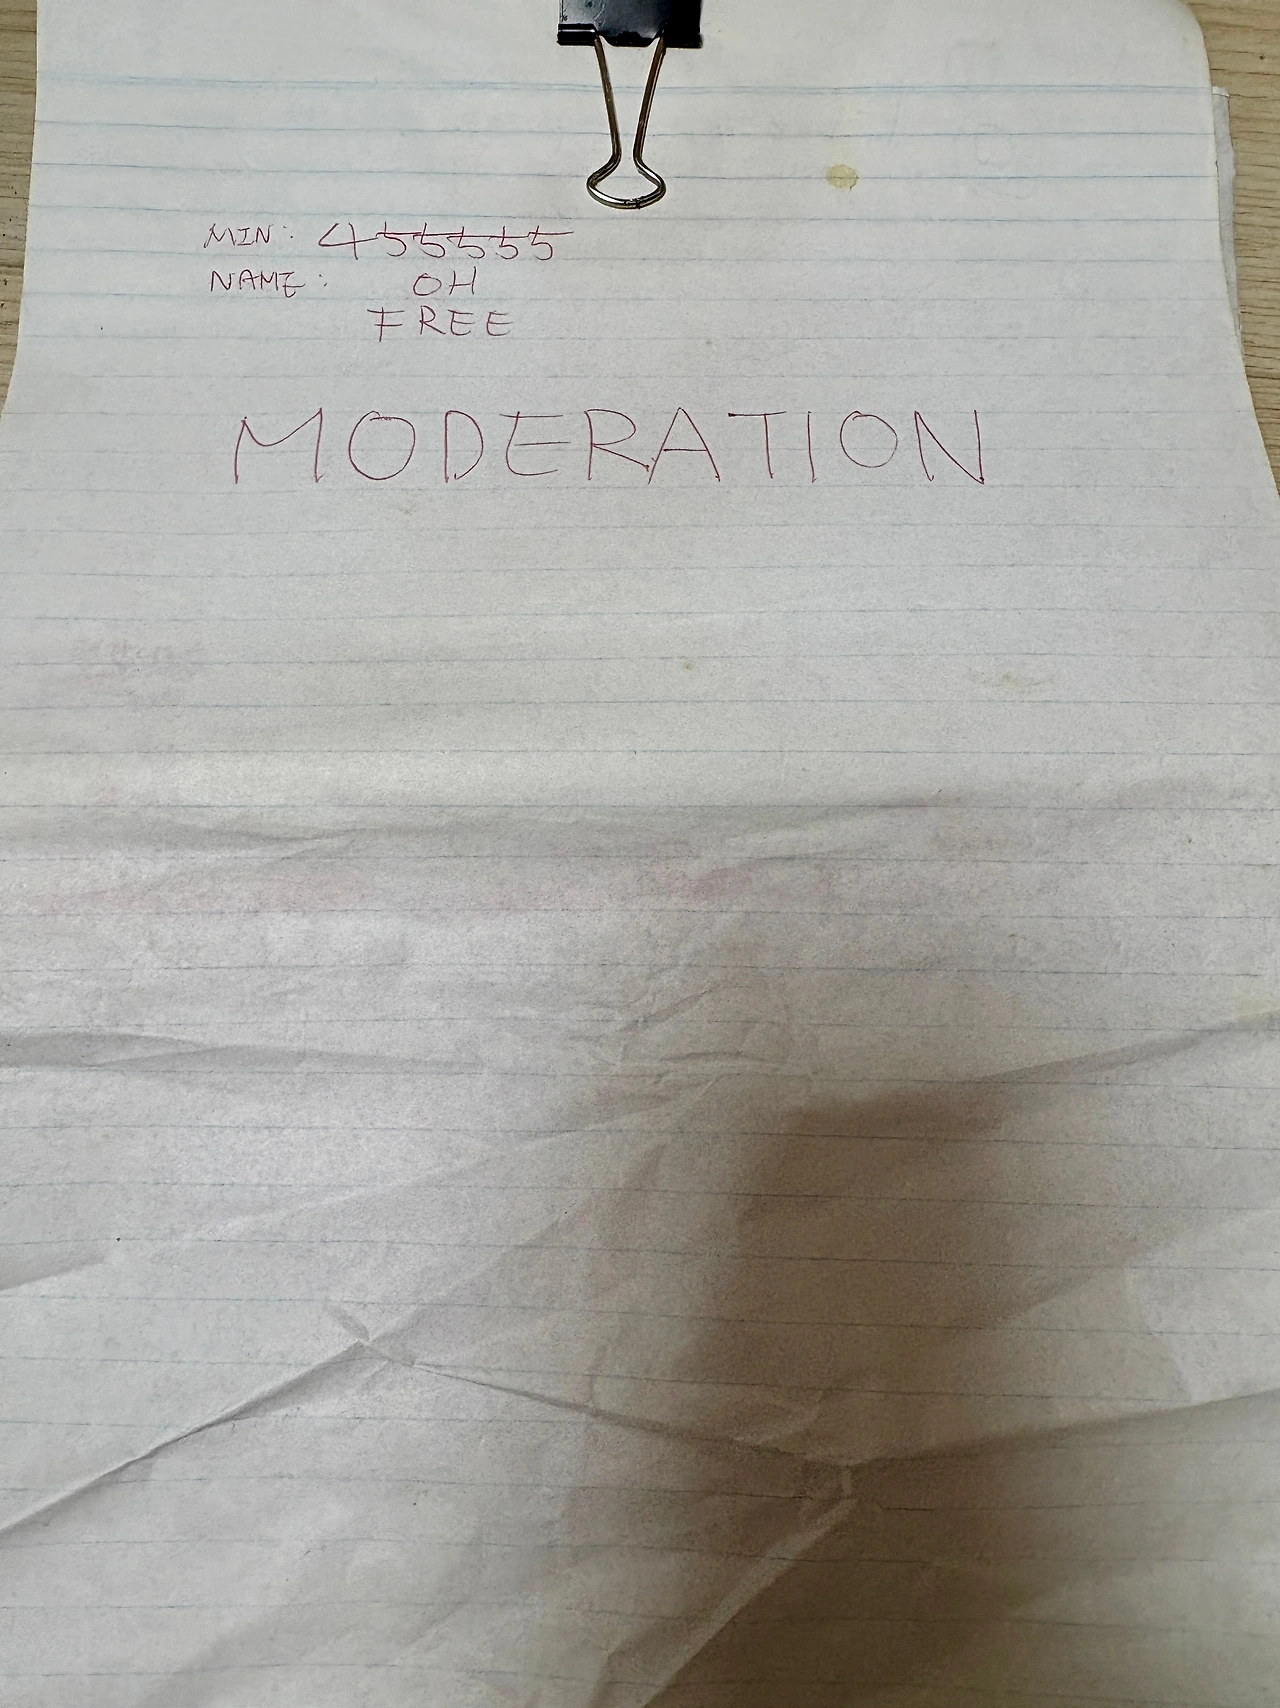 MIN: 455555
NAME: OH
FREE
MODERATION